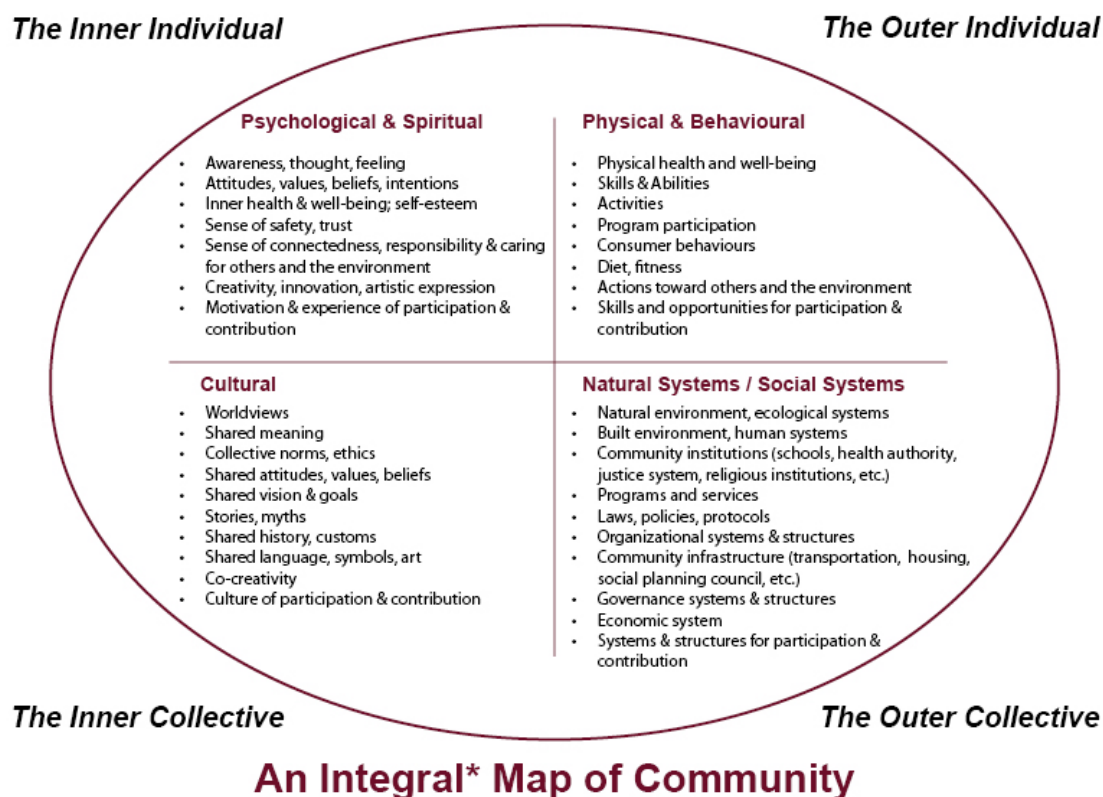 The Inner Individual
The Outer Individual
Psychological & Spiritual
• Awareness, thought, feeling
• Attitudes, values, beliefs, intentions
• Inner health & well-being; self-esteem
• Sense of safety, trust
• Sense of connectedness, responsibility & caring
for others and the environment
• Creativity, innovation, artistic expression
• Motivation & experience of participation &
contribution
Physical & Behavioural
• Physical health and well-being
• Skills & Abilities
• Activities
• Program participation
• Consumer behaviours
• Diet, fitness
• Actions toward others and the environment
• Skills and opportunities for participation &
contribution
Cultural
• Worldviews
• Shared meaning
• Collective norms, ethics
• Shared attitudes, values, beliefs
• Shared vision & goals
• Stories, myths
• Shared history, customs
• Shared language, symbols, art
• Co-creativity
• Culture of participation & contribution
Natural Systems / Social Systems
• Natural environment, ecological systems
• Built environment, human systems
• Community institutions (schools, health authority,
justice system, religious institutions, etc.)
• Programs and services
• Laws, policies, protocols
• Organizational systems & structures
• Community infrastructure (transportation, housing,
social planning council, etc.)
• Governance systems & structures
• Economic system
• Systems & structures for participation &
contribution
The Inner Collective
The Outer Collective
An Integral* Map of Community